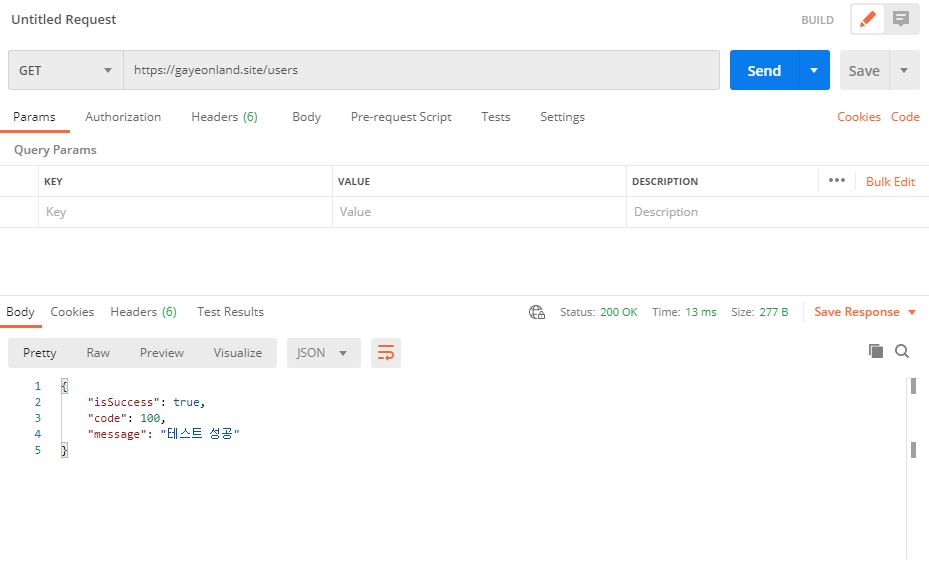 Untitled Request BUILD
GET https://gayeonland.site/users Send Save
Params Authorization Headers (6) Body Pre-request Script Tests Settings Cookies Code
Query Params
KEY VALUE DESCRIPTION ••• Bulk Edit
Key Value Description
Body Cookies Headers (6) Test Results Status: 200 OK Time: 13 ms Size: 277 B Save Response
Pretty Raw Preview Visualize JSON
1 {
2 "isSuccess": true,
3 "code": 100,
4 "message": "테스트 성공"
5 }